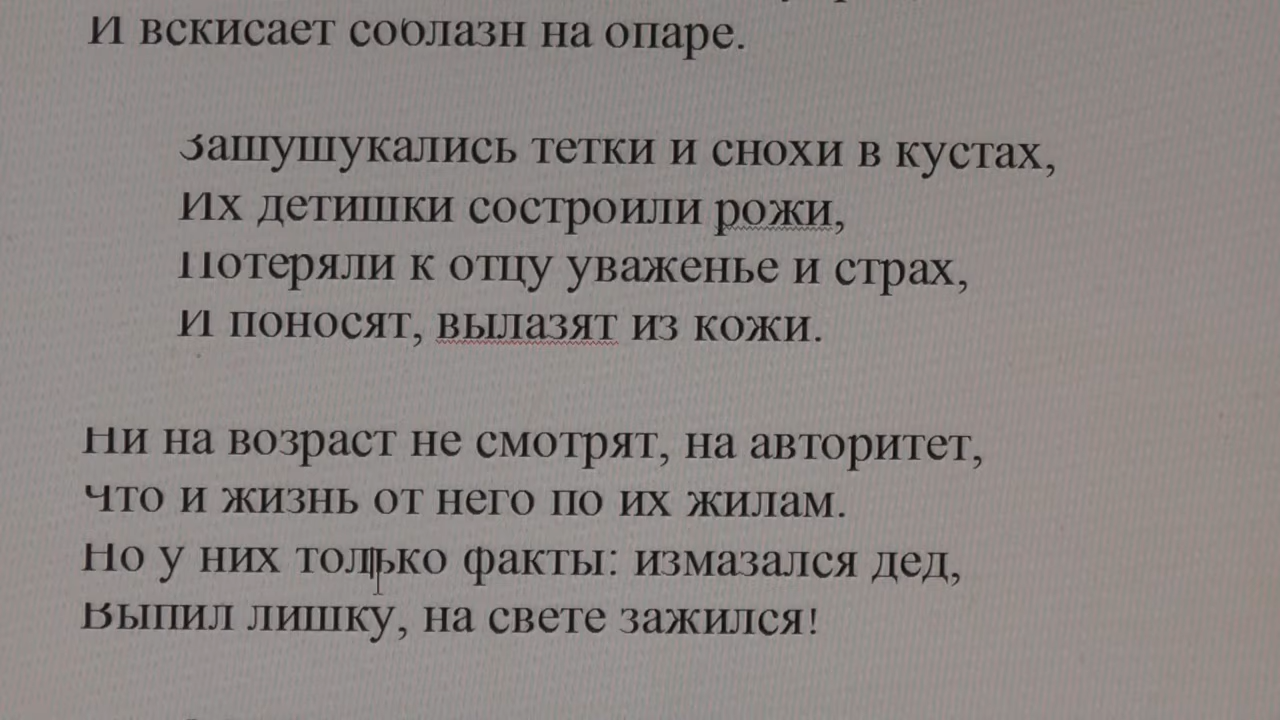 И вскисает соблазн на опаре.
Зашушукались тетки и снохи в кустах,
Их детишки состроили рожи,
Потеряли к отцу уваженье и страх,
И поносят, вылазят из кожи.
Ни на возраст не смотрят, на авторитет,
Что и жизнь от него по их жилам.
Но у них только факты: измазался дед,
Выпил лишку, на свете зажился!